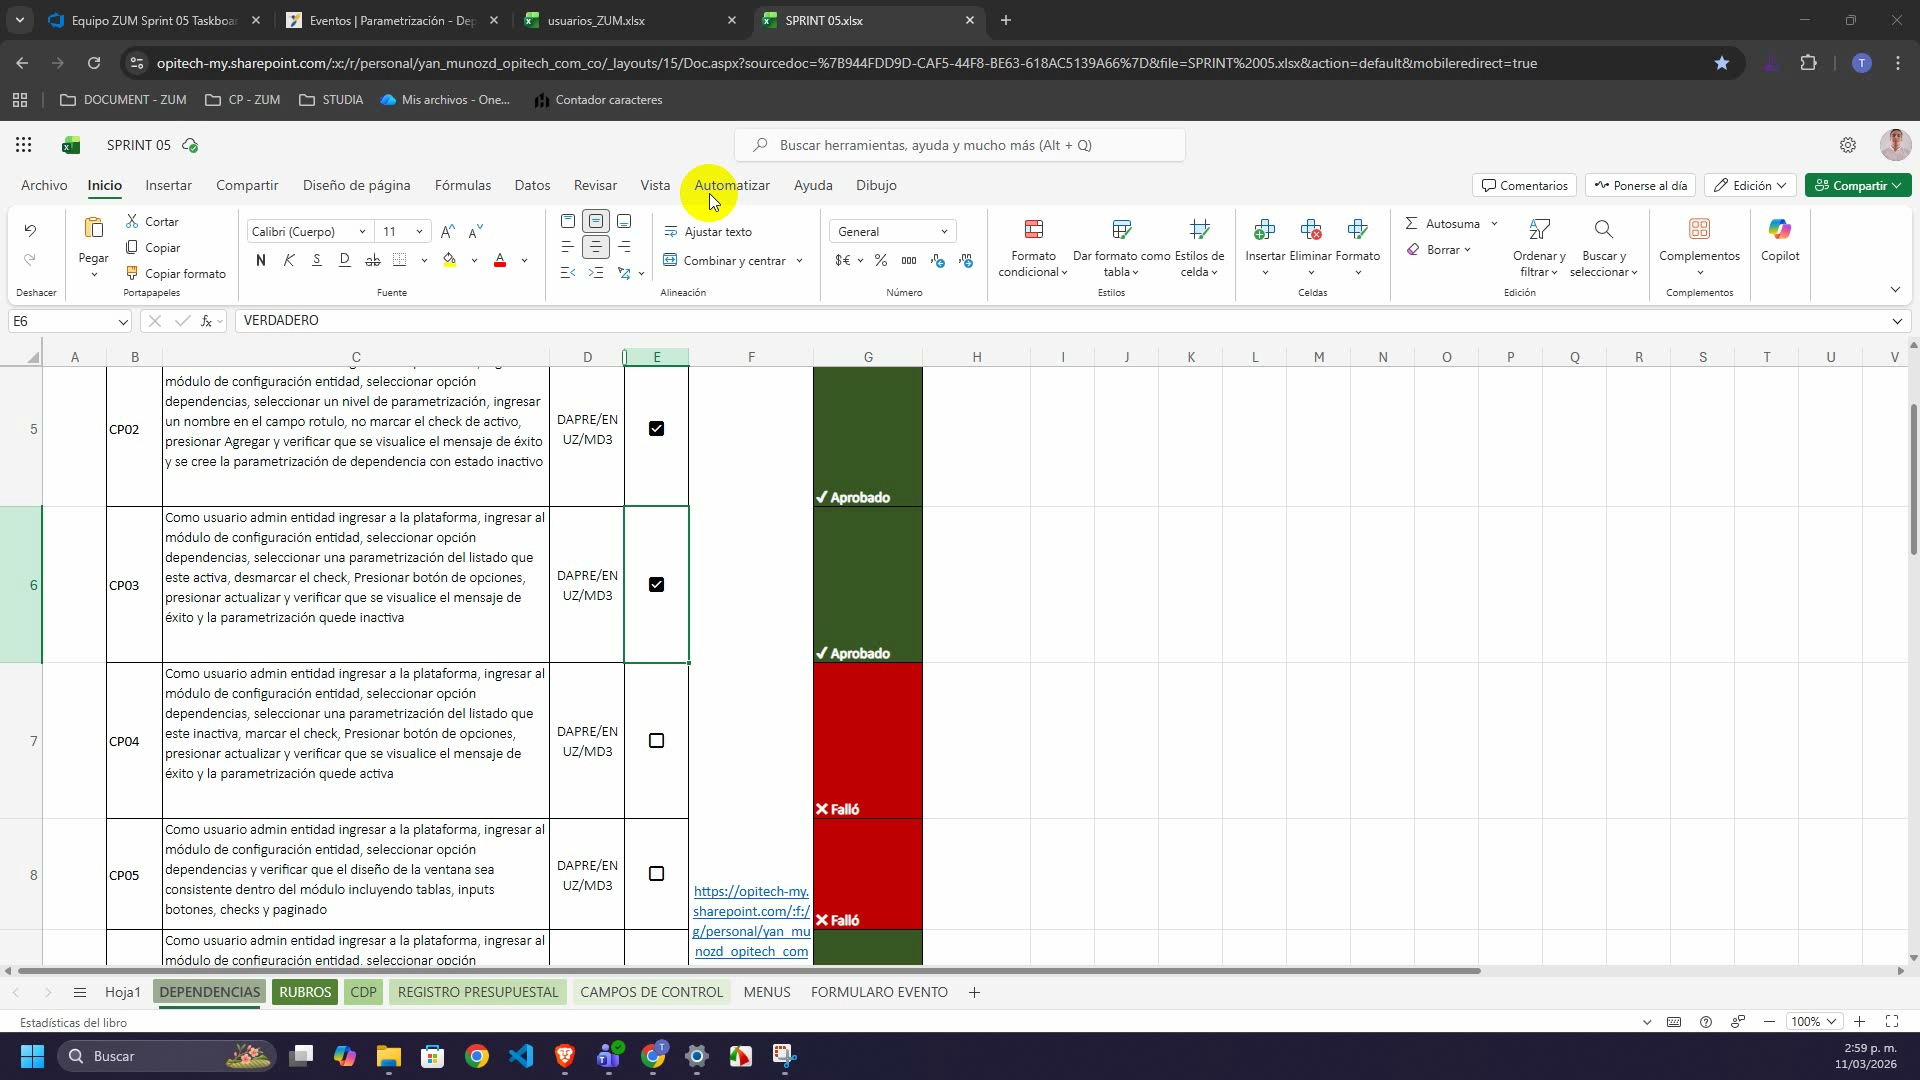 Equipo ZUM Sprint 05 Taskboar
Eventos | Parametrización - Dep
usuarios_ZUM.xlsx
SPRINT 05.xlsx
opitech-my.sharepoint.com/:x:/r/personal/yan_munozd_opitech_com_co/_layouts/15/Doc.aspx?sourcedoc=%7B944FDD9D-CAF5-44F8-BE63-618AC5139A66%7D&file=SPRINT%2005.xlsx&action=default&mobileredirect=true
T
DOCUMENT - ZUM
CP - ZUM
STUDIA
Mis archivos - One...
Contador caracteres
SPRINT 05
Buscar herramientas, ayuda y mucho más (Alt + Q)
Archivo
Inicio
Insertar
Compartir
Diseño de página
Fórmulas
Datos
Revisar
Vista
Automatizar
Ayuda
Dibujo
Comentarios
Ponerse al día
Edición
Compartir
Pegar
Cortar
Copiar
Copiar formato
Calibri (Cuerpo)
11
Ajustar texto
Combinar y centrar
General
Formato condicional
Dar formato como tabla
Estilos de celda
Insertar
Eliminar
Formato
Autosuma
Borrar
Ordenar y filtrar
Buscar y seleccionar
Complementos
Copilot
Deshacer
Portapapeles
Fuente
Alineación
Número
Estilos
Celdas
Edición
Complementos
E6
VERDADERO
A B C D E F G H I J K L M N O P Q R S T U V
5
CP02
módulo de configuración entidad, seleccionar opción
dependencias, seleccionar un nivel de parametrización, ingresar
un nombre en el campo rotulo, no marcar el check de activo,
presionar Agregar y verificar que se visualice el mensaje de éxito
y se cree la parametrización de dependencia con estado inactivo
DAPRE/EN
UZ/MD3
✓ Aprobado
6
CP03
Como usuario admin entidad ingresar a la plataforma, ingresar al
módulo de configuración entidad, seleccionar opción
dependencias, seleccionar una parametrización del listado que
este activa, desmarcar el check, Presionar botón de opciones,
presionar actualizar y verificar que se visualice el mensaje de
éxito y la parametrización quede inactiva
DAPRE/EN
UZ/MD3
✓ Aprobado
7
CP04
Como usuario admin entidad ingresar a la plataforma, ingresar al
módulo de configuración entidad, seleccionar opción
dependencias, seleccionar una parametrización del listado que
este inactiva, marcar el check, Presionar botón de opciones,
presionar actualizar y verificar que se visualice el mensaje de
éxito y la parametrización quede activa
DAPRE/EN
UZ/MD3
✕ Falló
8
CP05
Como usuario admin entidad ingresar a la plataforma, ingresar al
módulo de configuración entidad, seleccionar opción
dependencias y verificar que el diseño de la ventana sea
consistente dentro del módulo incluyendo tablas, inputs
botones, checks y paginado
DAPRE/EN
UZ/MD3
https://opitech-my.
sharepoint.com/:f:/
g/personal/yan_mu
nozd_opitech_com
✕ Falló
Como usuario admin entidad ingresar a la plataforma, ingresar al
módulo de configuración entidad, seleccionar opción
Hoja1
DEPENDENCIAS
RUBROS
CDP
REGISTRO PRESUPUESTAL
CAMPOS DE CONTROL
MENUS
FORMULARO EVENTO
Estadísticas del libro
100%
Buscar
2:59 p. m.
11/03/2026